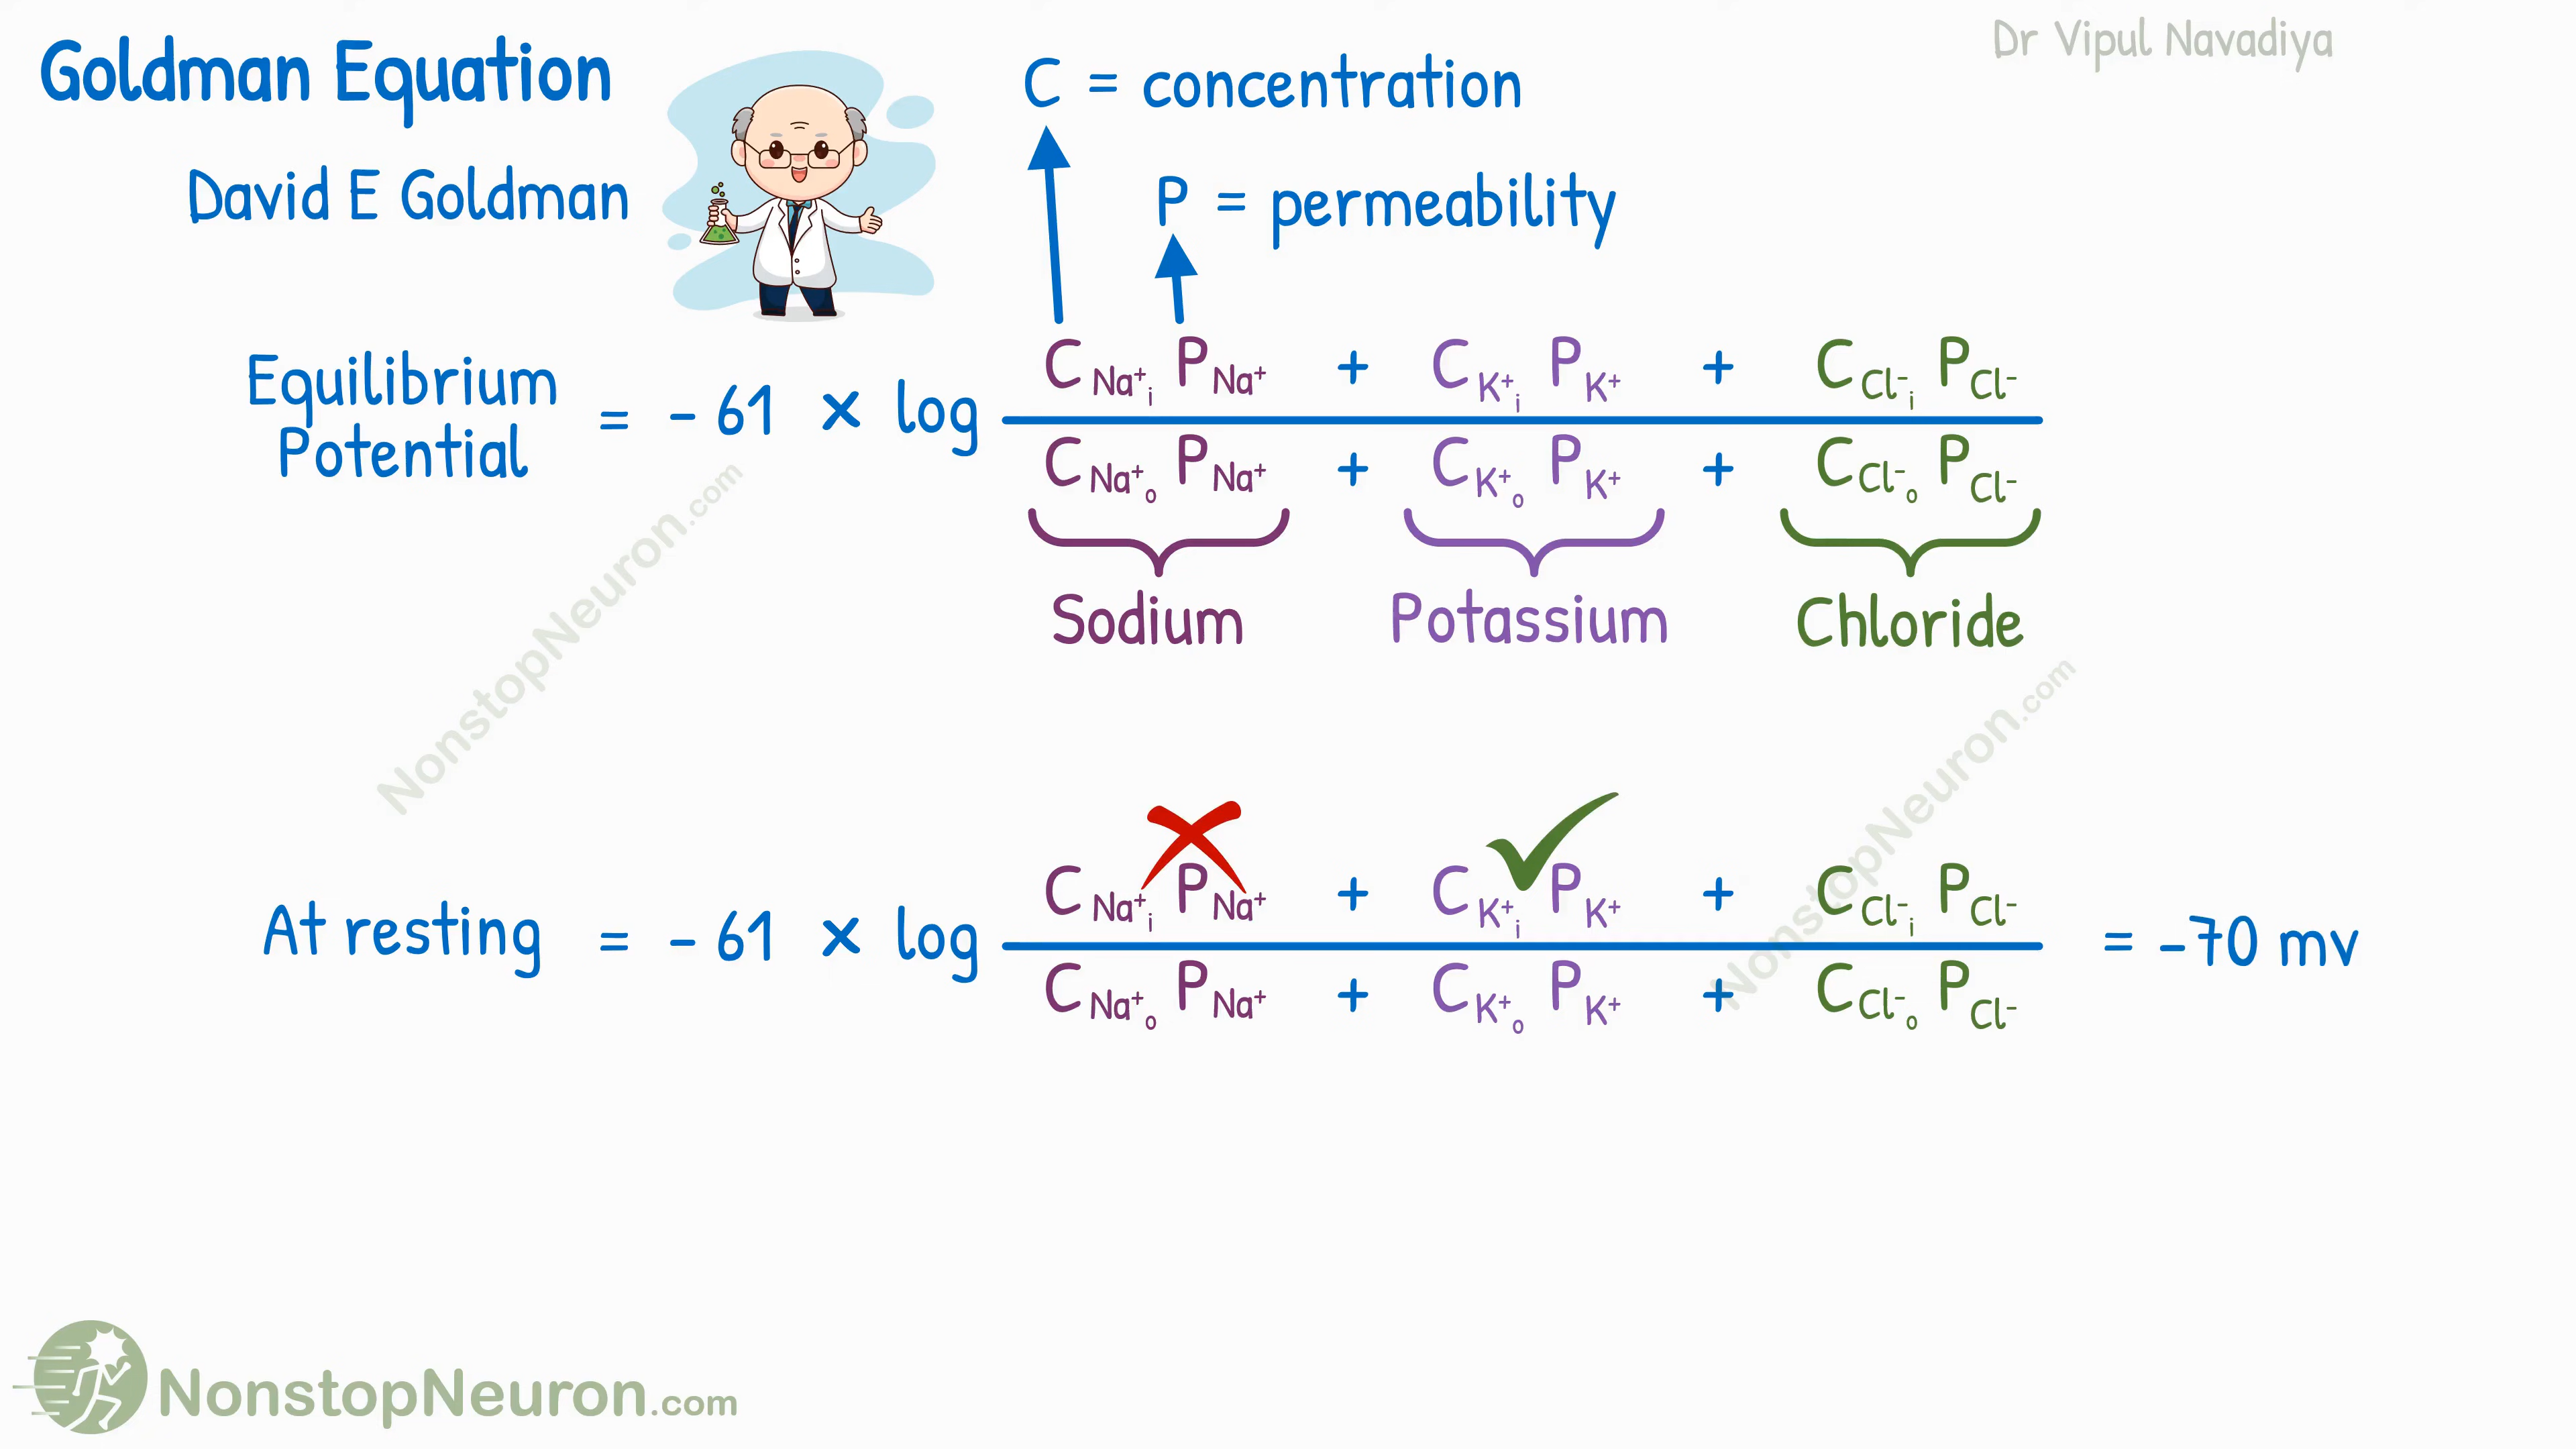 Goldman Equation
David E Goldman
C = concentration
P = permeability
Dr Vipul Navadiya
Equilibrium
Potential
= - 61 × log
C Na⁺i P Na⁺ + C K⁺i P K⁺ + C Cl⁻i P Cl⁻
C Na⁺o P Na⁺ + C K⁺o P K⁺ + C Cl⁻o P Cl⁻
Sodium
Potassium
Chloride
NonstopNeuron.com
NonstopNeuron.com
At resting = - 61 × log
C Na⁺i P Na⁺ + C K⁺i P K⁺ + C Cl⁻i P Cl⁻
C Na⁺o P Na⁺ + C K⁺o P K⁺ + C Cl⁻o P Cl⁻
= -70 mv
NonstopNeuron.com